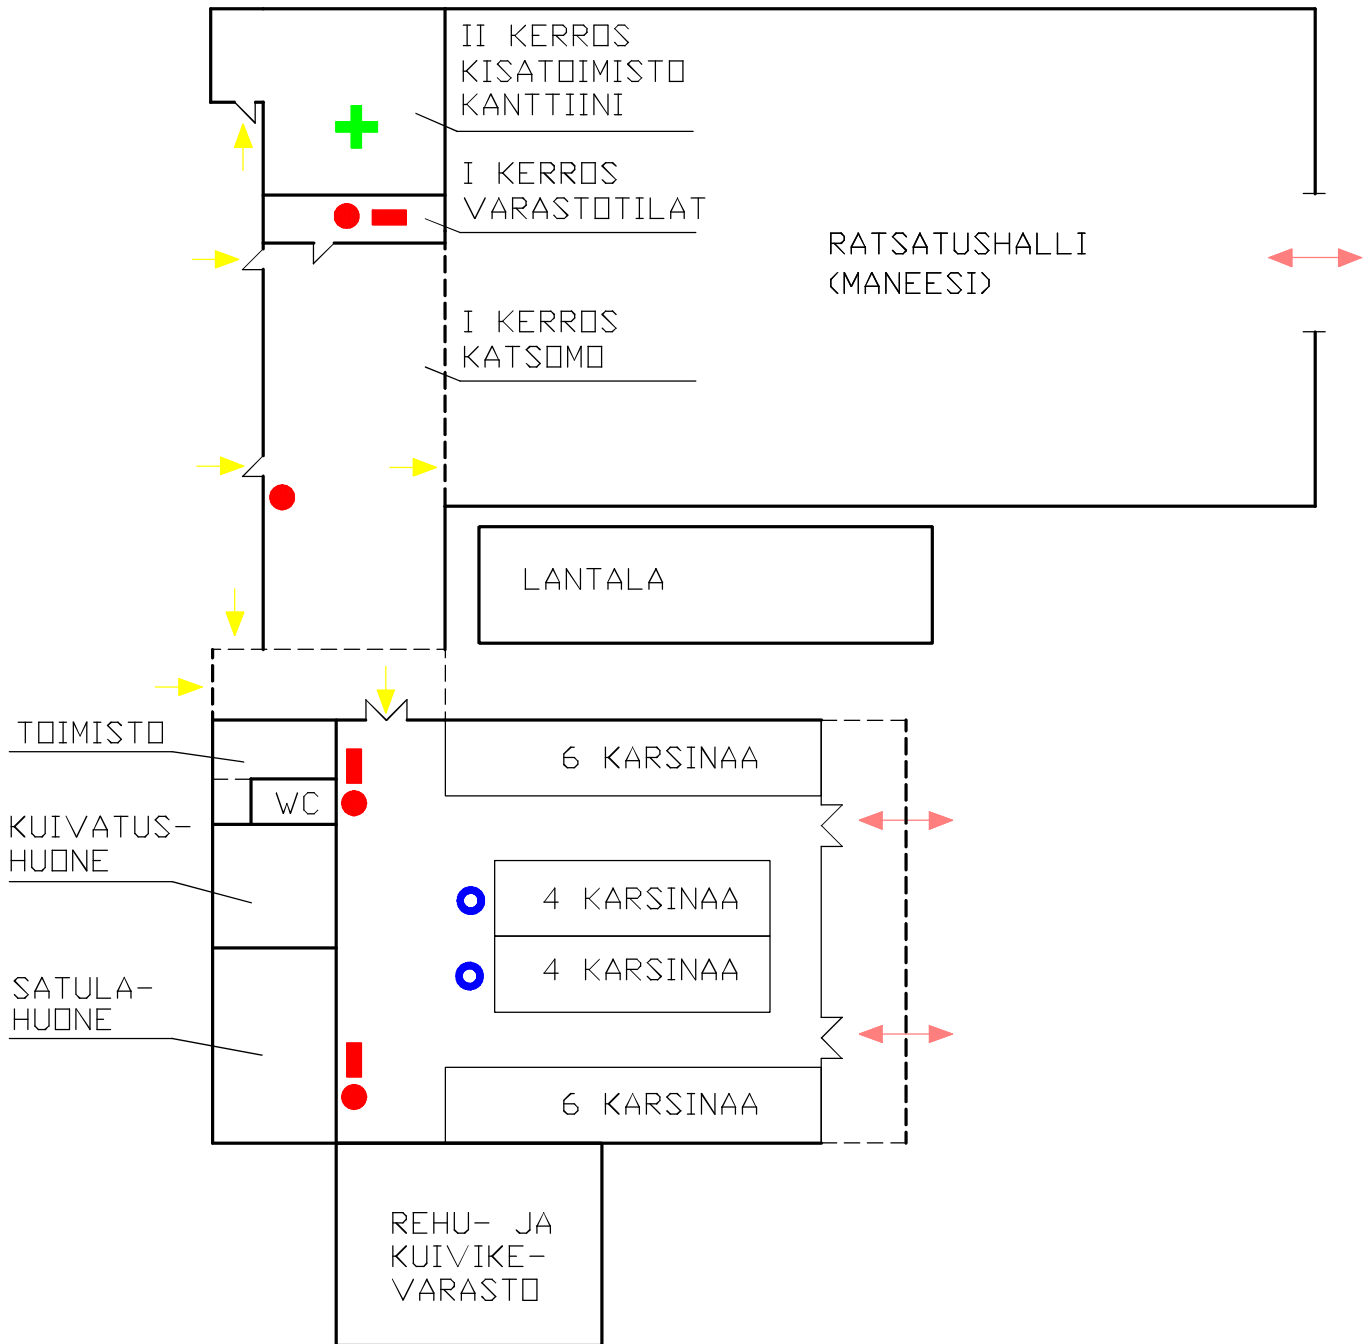 II KERROS
KISATOIMISTO
KANTTIINI
I KERROS
VARASTOTILAT
RATSATUSHALLI
(MANEESI)
I KERROS
KATSOMO
LANTALA
TOIMISTO
6 KARSINAA
WC
KUIVATUS-
HUONE
4 KARSINAA
4 KARSINAA
SATULA-
HUONE
6 KARSINAA
REHU- JA
KUIVIKE-
VARASTO